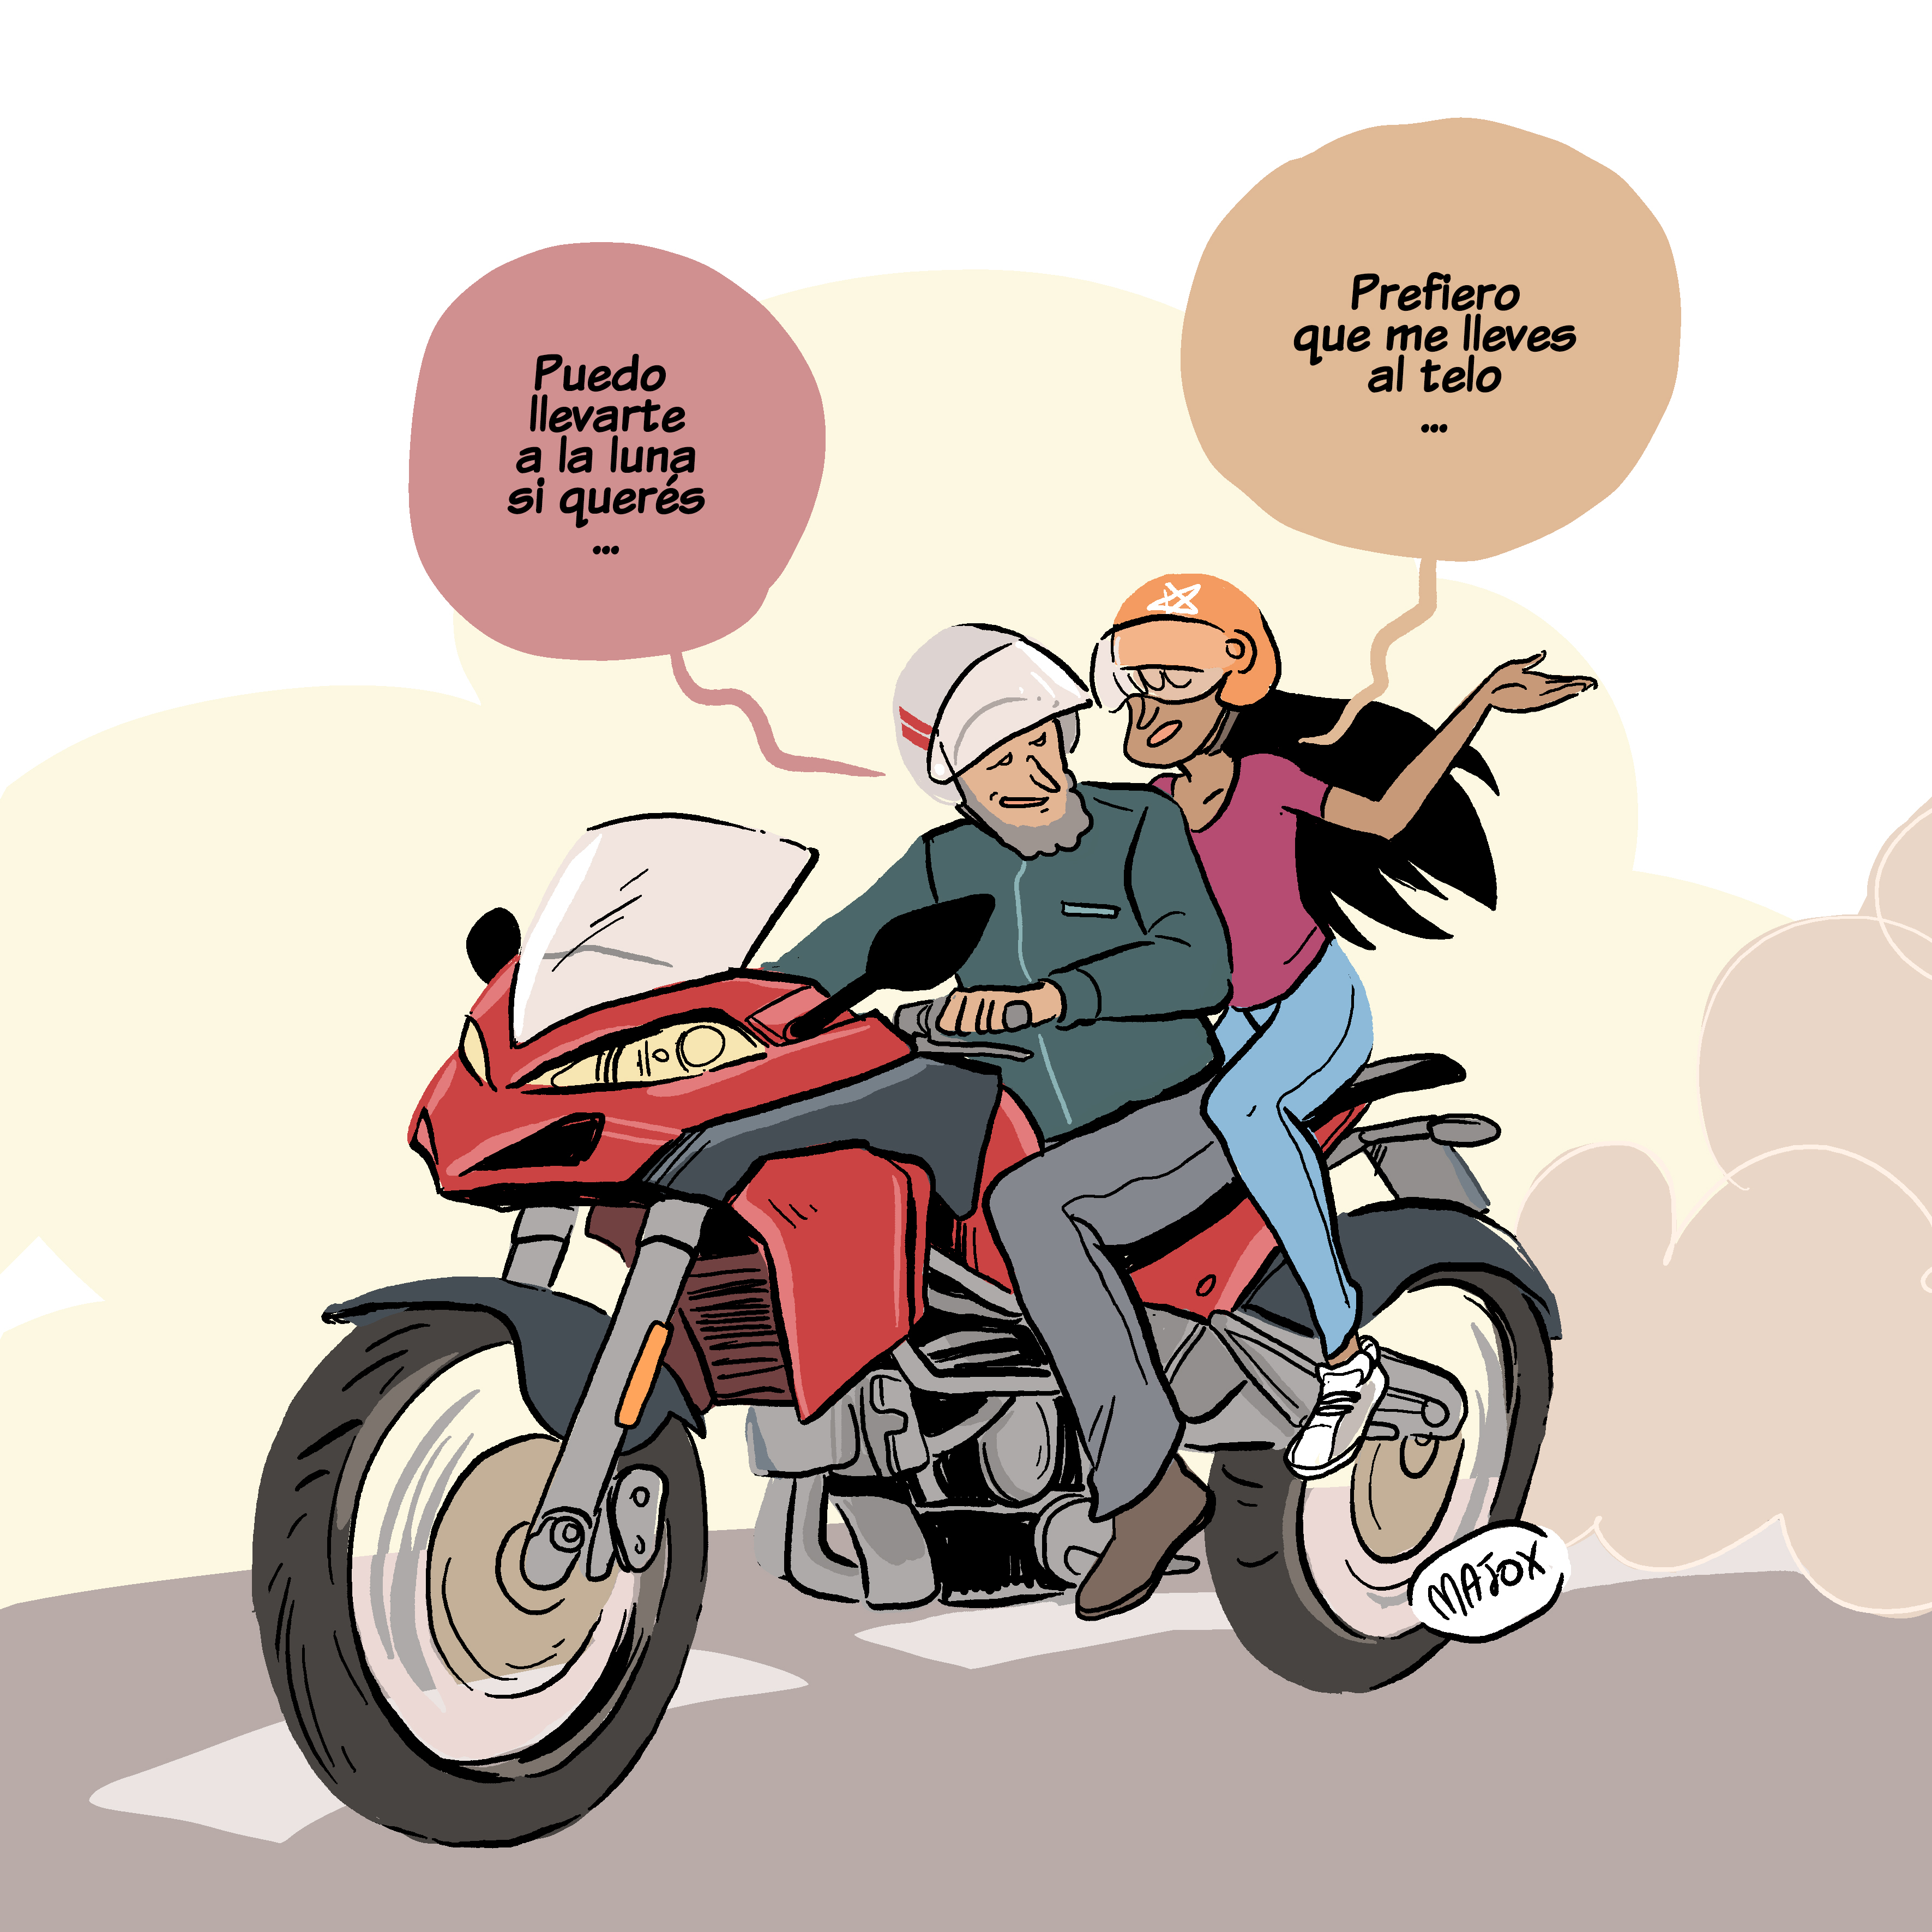 Puedo
llevarte
a la luna
si querés
...
Prefiero
que me lleves
al telo
...
MAJOX